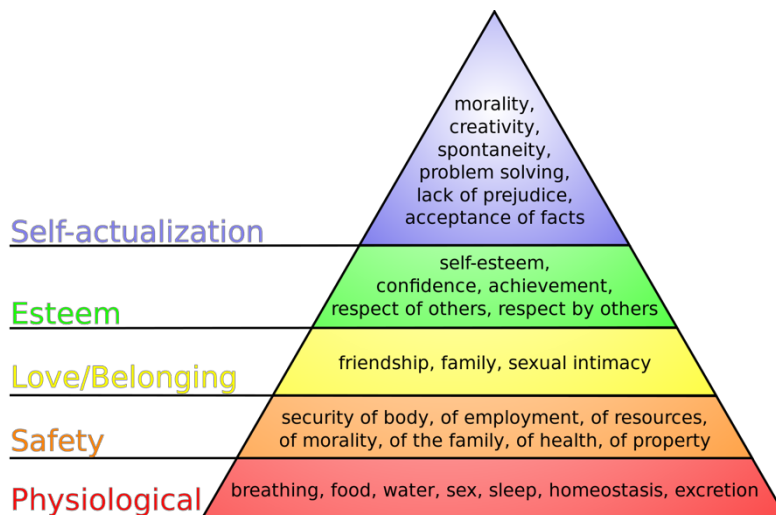 morality,
creativity,
spontaneity,
problem solving,
lack of prejudice,
acceptance of facts
Self-actualization
self-esteem,
confidence, achievement,
respect of others, respect by others
Esteem
friendship, family, sexual intimacy
Love/Belonging
security of body, of employment, of resources,
of morality, of the family, of health, of property
Safety
breathing, food, water, sex, sleep, homeostasis, excretion
Physiological